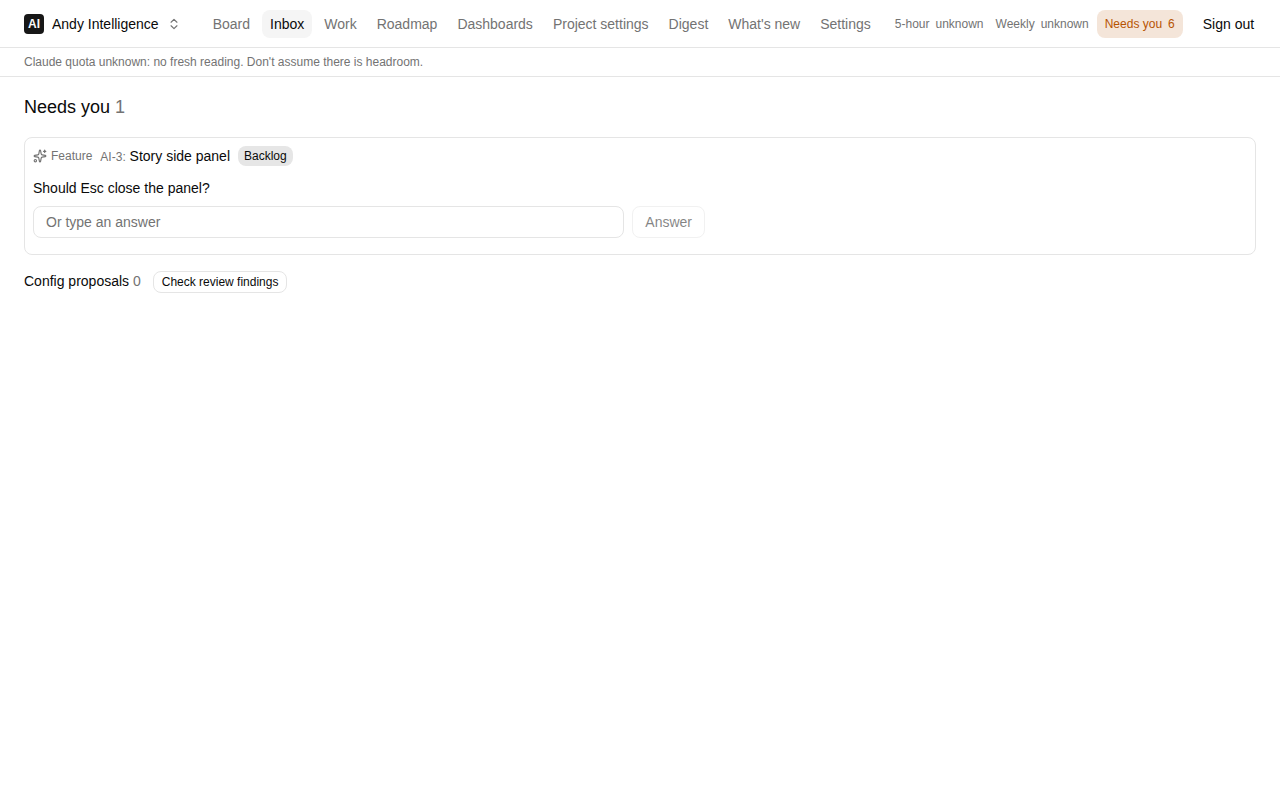 AI Andy Intelligence Board Inbox Work Roadmap Dashboards Project settings Digest What's new Settings 5-hour unknown Weekly unknown Needs you 6 Sign out
Claude quota unknown: no fresh reading. Don't assume there is headroom.
Needs you 1
Feature AI-3: Story side panel Backlog
Should Esc close the panel?
Or type an answer Answer
Config proposals 0 Check review findings